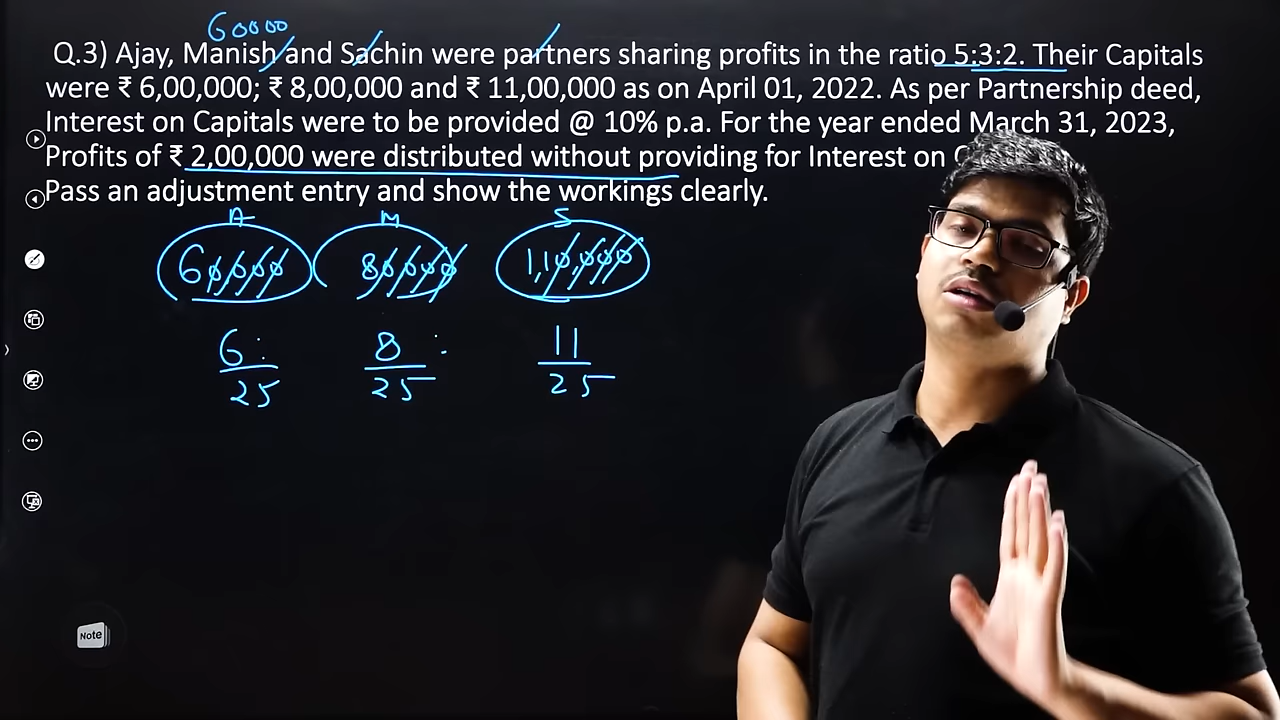 60000
Q.3) Ajay, Manish and Sachin were partners sharing profits in the ratio 5:3:2. Their Capitals
were ₹ 6,00,000; ₹ 8,00,000 and ₹ 11,00,000 as on April 01, 2022. As per Partnership deed,
Interest on Capitals were to be provided @ 10% p.a. For the year ended March 31, 2023,
Profits of ₹ 2,00,000 were distributed without providing for Interest on
Pass an adjustment entry and show the workings clearly.
A M S
60000 80000 1,10,000
6 : 8 : 11
25 25 25
Note